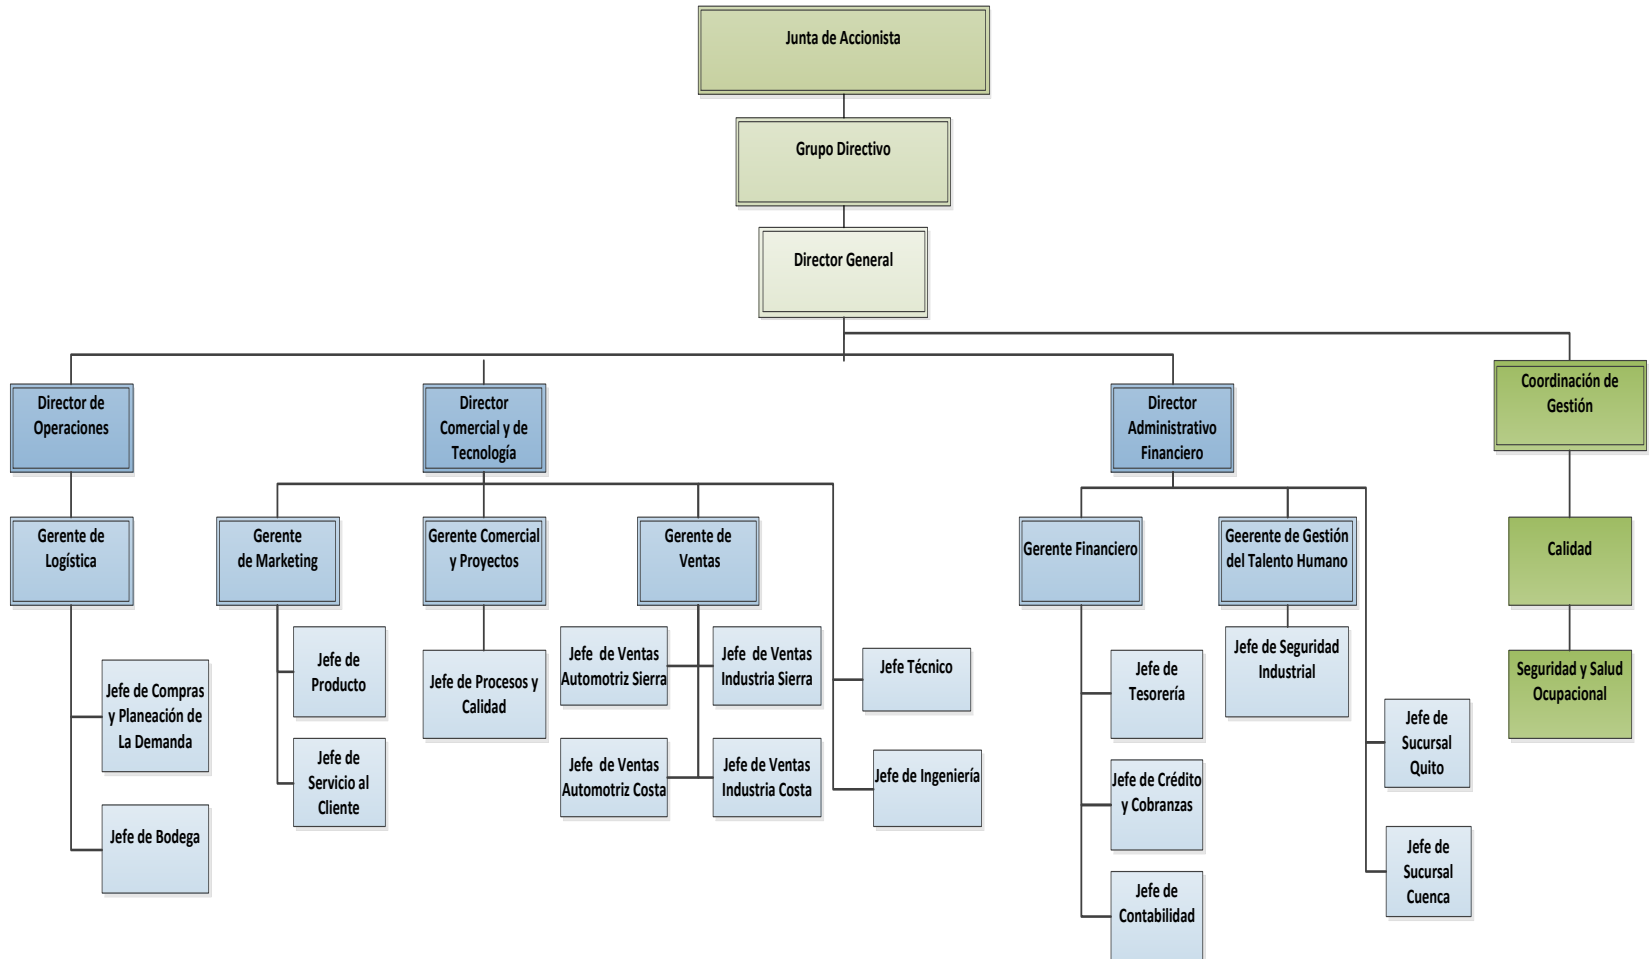 Junta de Accionista
Grupo Directivo
Director General
Director de
Operaciones
Director
Comercial y de
Tecnología
Director
Administrativo
Financiero
Coordinación de
Gestión
Gerente de
Logística
Gerente
de Marketing
Gerente Comercial
y Proyectos
Gerente de
Ventas
Gerente Financiero
Geerente de Gestión
del Talento Humano
Calidad
Jefe de Compras
y Planeación de
La Demanda
Jefe de Bodega
Jefe de
Producto
Jefe de
Servicio al
Cliente
Jefe de Procesos y
Calidad
Jefe de Ventas
Automotriz Sierra
Jefe de Ventas
Industria Sierra
Jefe de Ventas
Automotriz Costa
Jefe de Ventas
Industria Costa
Jefe Técnico
Jefe de Ingeniería
Jefe de
Tesorería
Jefe de Crédito
y Cobranzas
Jefe de
Contabilidad
Jefe de Seguridad
Industrial
Jefe de
Sucursal
Quito
Jefe de
Sucursal
Cuenca
Seguridad y Salud
Ocupacional